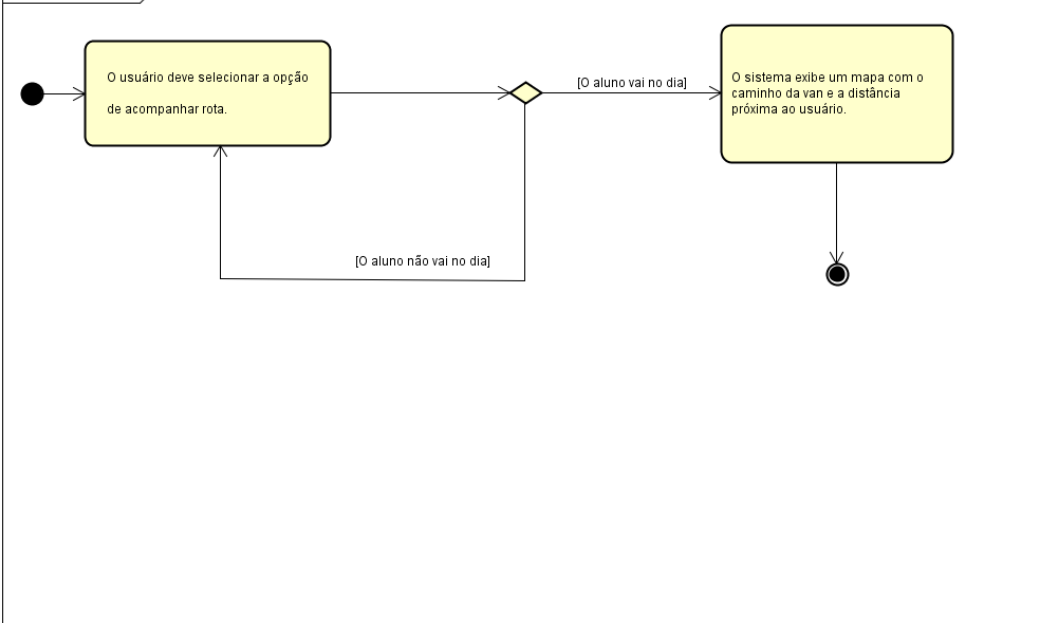 O usuário deve selecionar a opção
de acompanhar rota.
[O aluno vai no dia]
O sistema exibe um mapa com o
caminho da van e a distância
próxima ao usuário.
[O aluno não vai no dia]